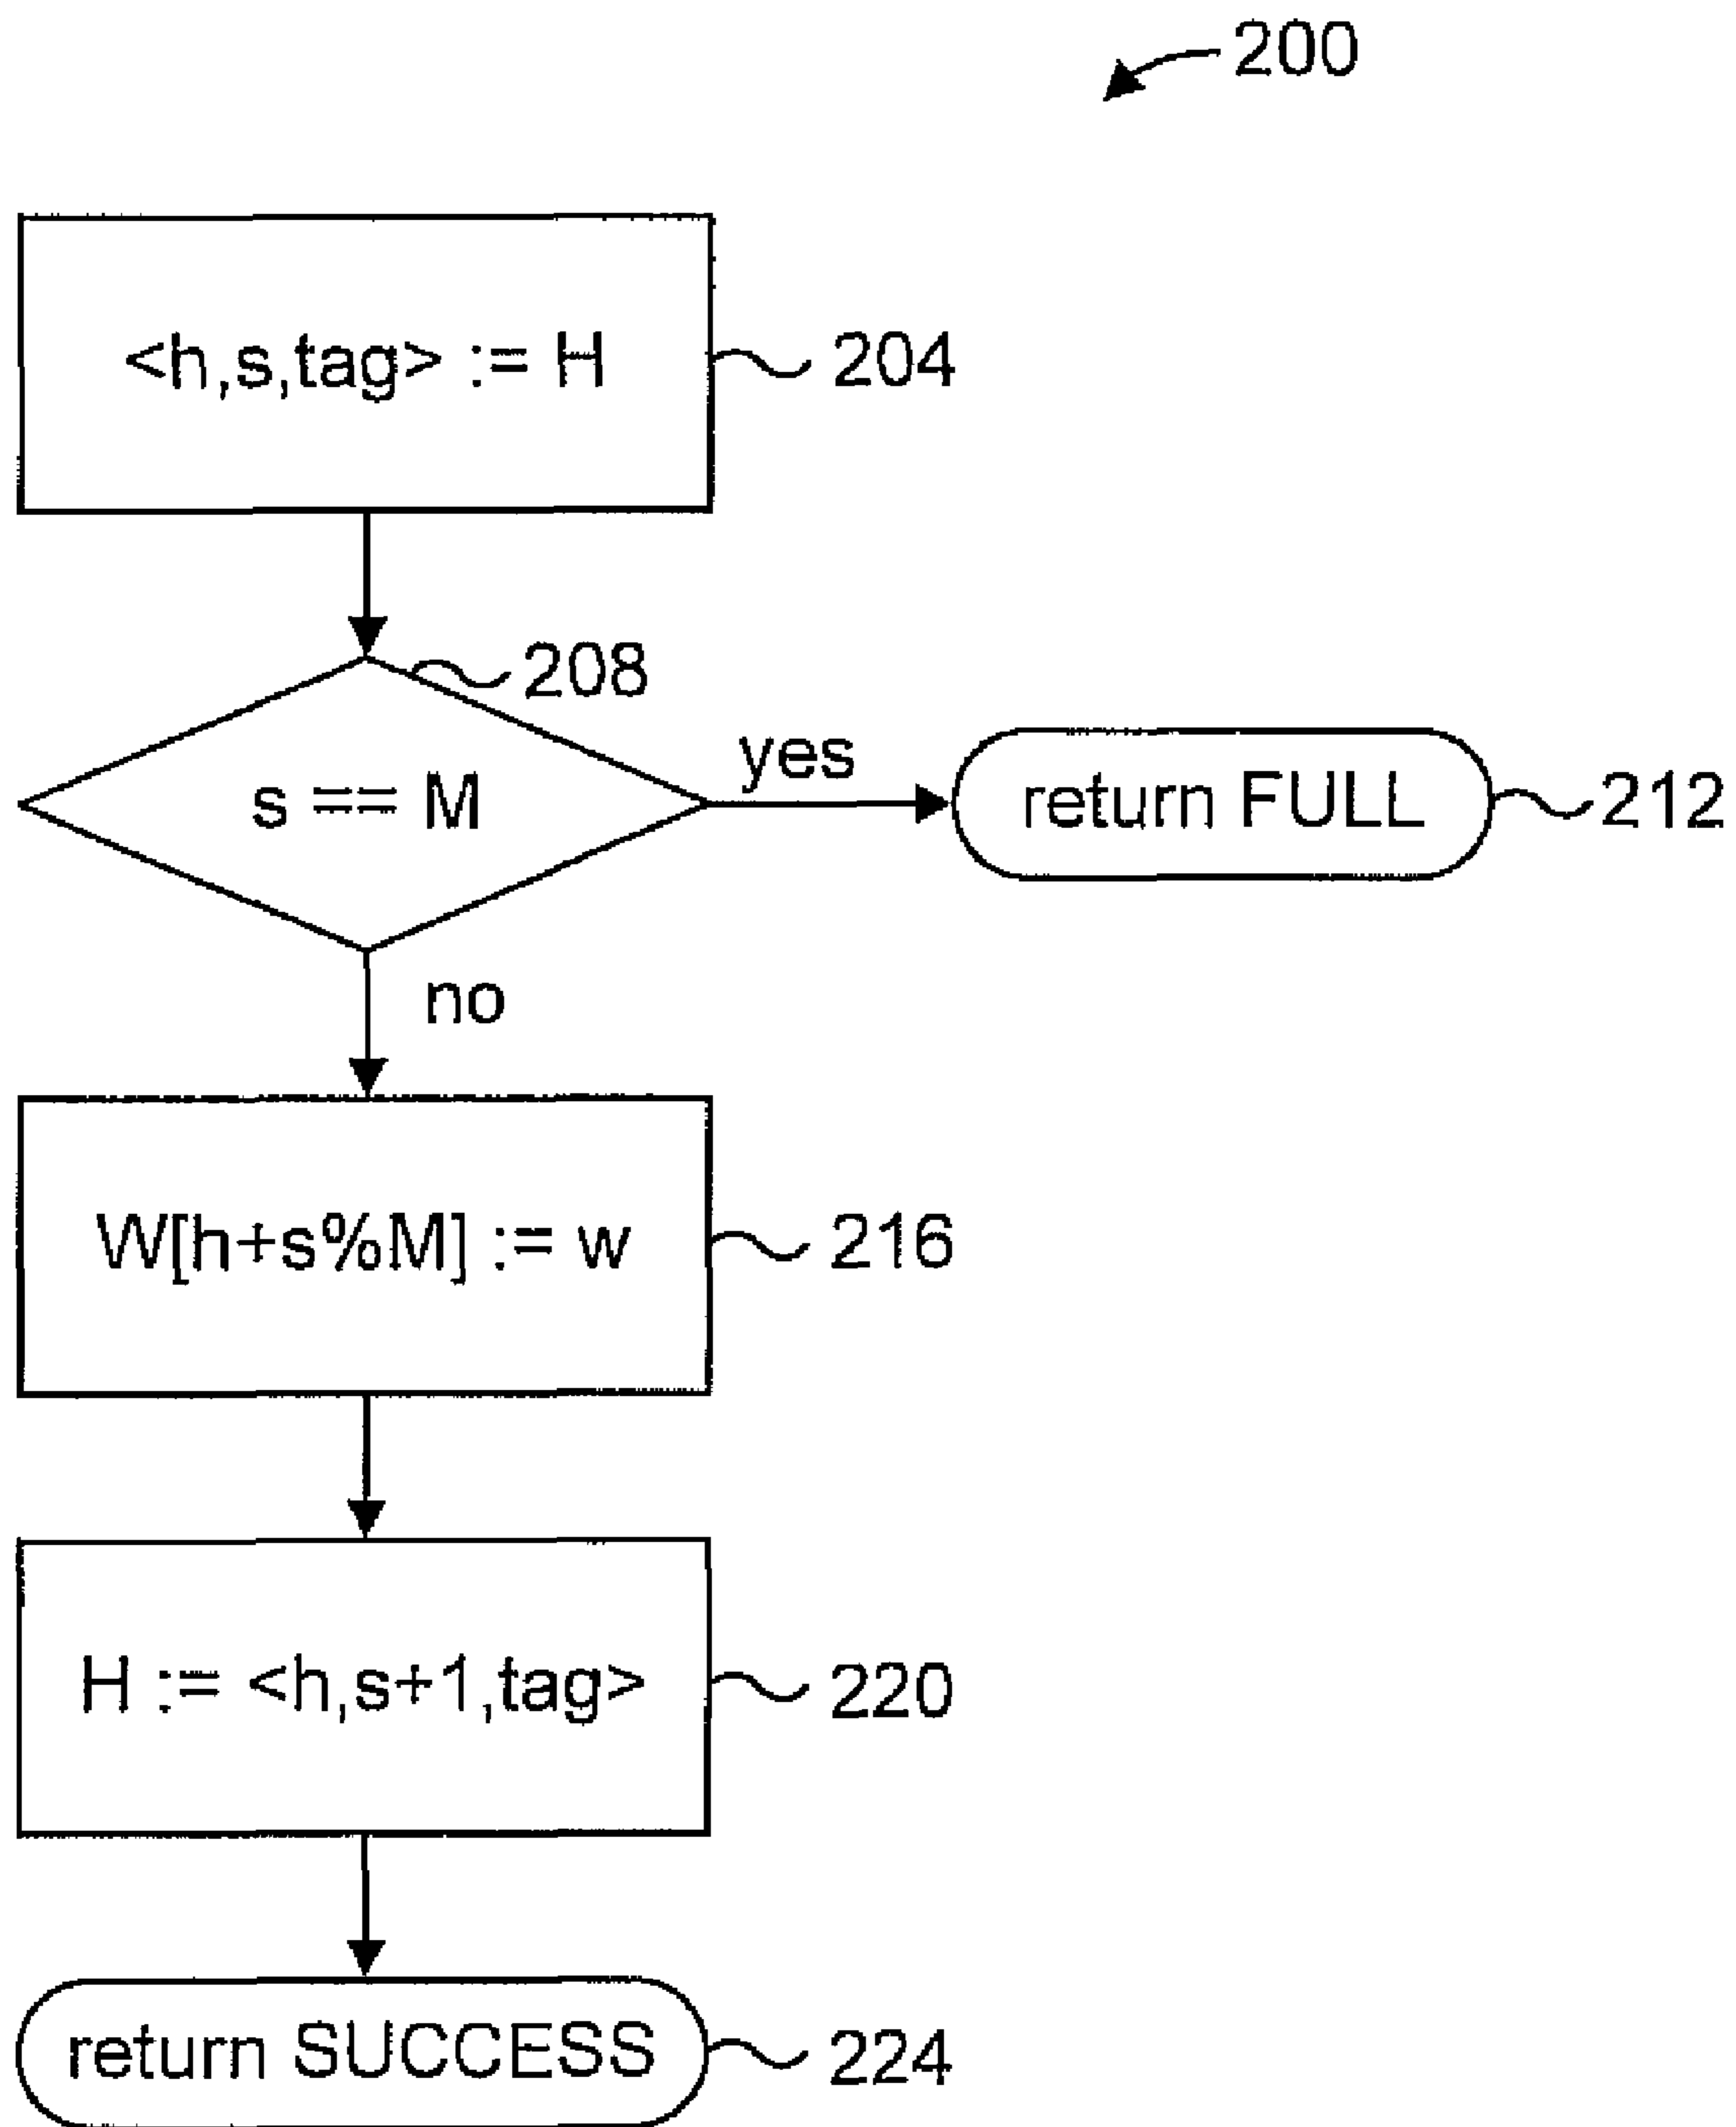 200
<h,s,tag> := H
204
208
s == M
yes
return FULL
212
no
W[h+s%M] := w
216
H := <h,s+1,tag>
220
return SUCCESS
224